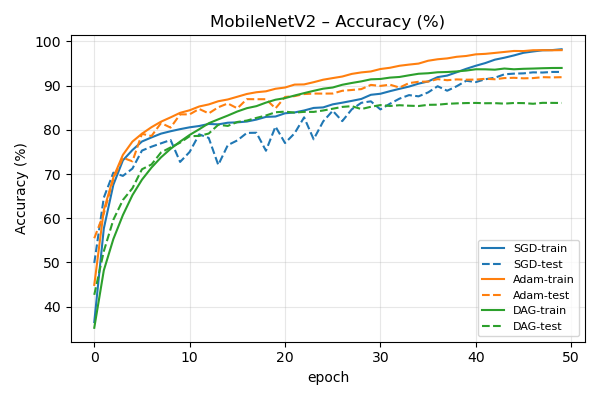 MobileNetV2 – Accuracy (%)
Accuracy (%)
100
90
80
70
60
50
40
0
10
20
30
40
50
epoch
SGD-train
SGD-test
Adam-train
Adam-test
DAG-train
DAG-test